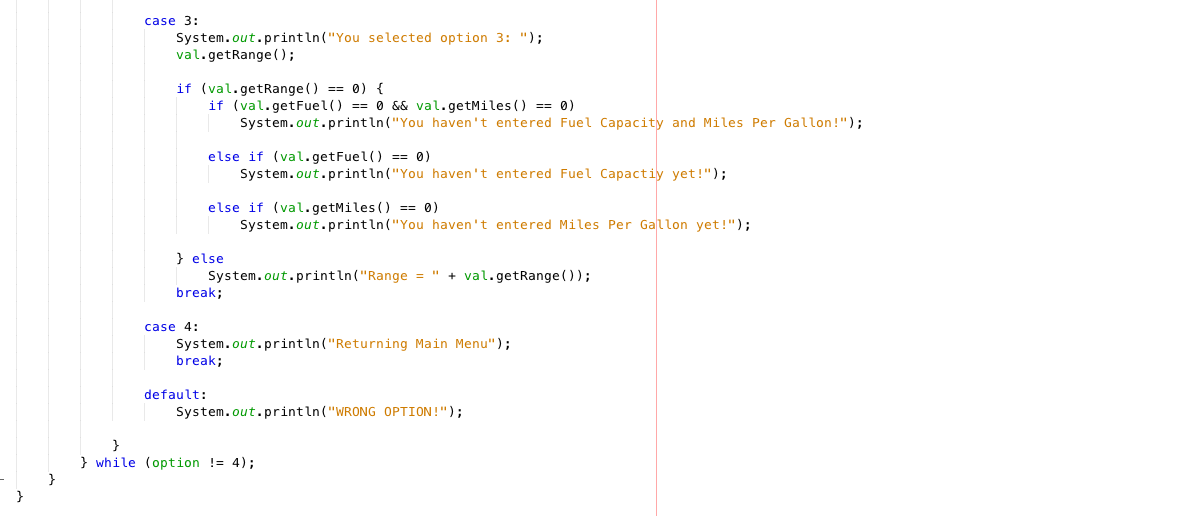 case 3:
System.out.println("You selected option 3: ");
val.getRange();
if (val.getRange() == 0) {
if (val.getFuel() == 0 && val.getMiles() == 0)
System.out.println("You haven't entered Fuel Capacity and Miles Per Gallon!");
else if (val.getFuel() == 0)
System.out.println("You haven't entered Fuel Capactiy yet!");
else if (val.getMiles() == 0)
System.out.println("You haven't entered Miles Per Gallon yet!");
} else
System.out.println("Range = " + val.getRange());
break;
case 4:
System.out.println("Returning Main Menu");
break;
default:
System.out.println("WRONG OPTION!");
}
} while (option != 4);
}
}